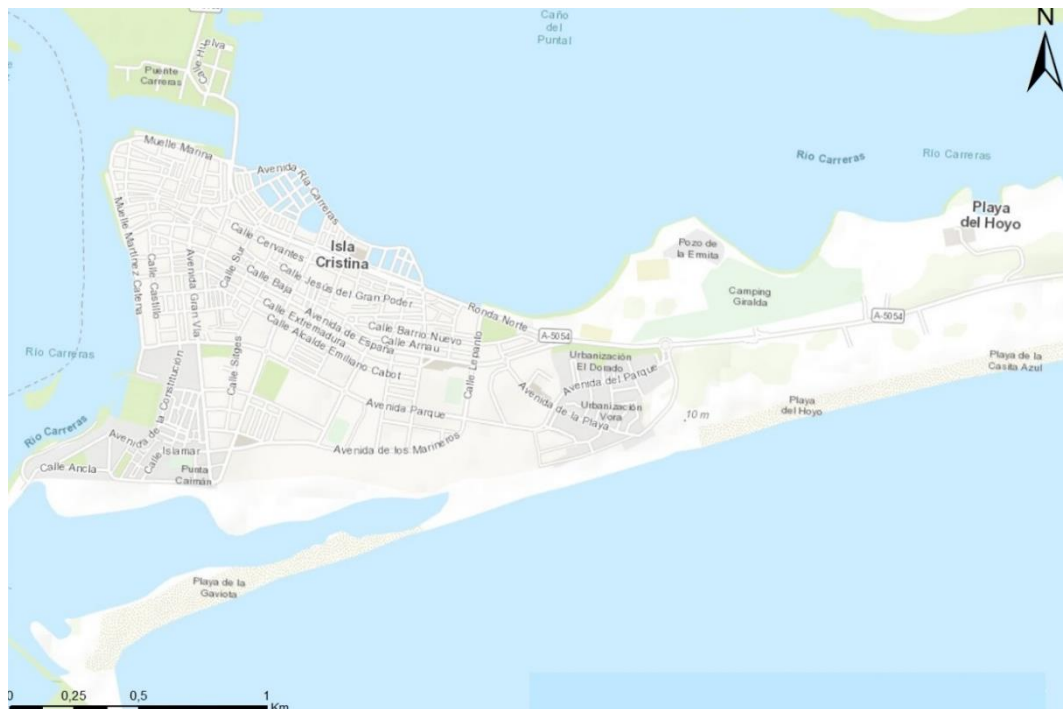 N
Caño
del
Puntal
elva
Calle Hu
Puente
Carreras
Muelle Marina
Avenida Ría Carreras
Río Carreras
Río Carreras
Playa
del Hoyo
Muelle Martínez Catena
Calle Cervantes
Isla
Cristina
Pozo de
la Ermita
Calle Sur
Calle Castillo
Avenida Gran Vía
Calle Baja
Calle Jesús del Gran Poder
Camping
Giralda
Ronda Norte
Calle Extremadura
Avenida de España
Calle Barrio Nuevo
A-5054
A-5054
Calle Arnau
Calle Alcalde Emiliano Cabot
Río Carreras
Calle Sitges
Calle Lepanto
Urbanización
El Dorado
Playa de la
Casita Azul
Avenida del Parque
Avenida Parque
Avenida de la Playa
Urbanización
Vora
Playa
del Hoyo
10 m
Río Carreras
Avenida de la Constitución
Avenida de los Marineros
Calle Islamar
Calle Ancla
Punta
Caimán
Playa de la
Gaviota
0 0,25 0,5 1
Km